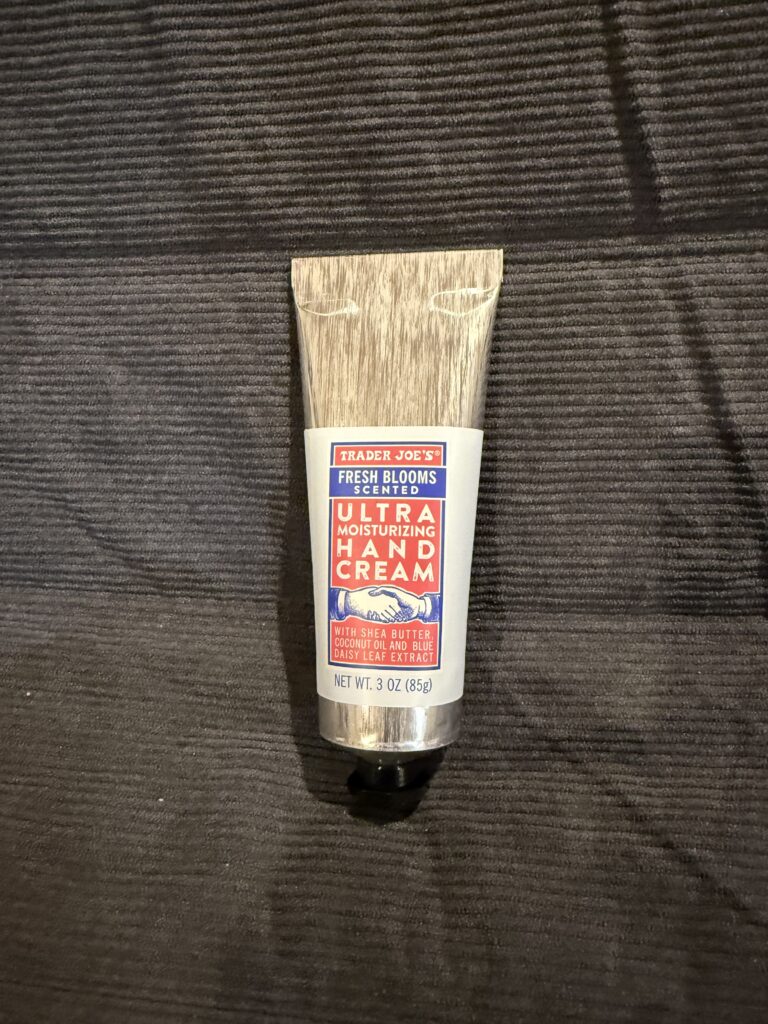 TRADER JOE'S®
FRESH BLOOMS
SCENTED
ULTRA
MOISTURIZING
HAND
CREAM
WITH SHEA BUTTER,
COCONUT OIL AND BLUE
DAISY LEAF EXTRACT
NET WT. 3 OZ (85g)